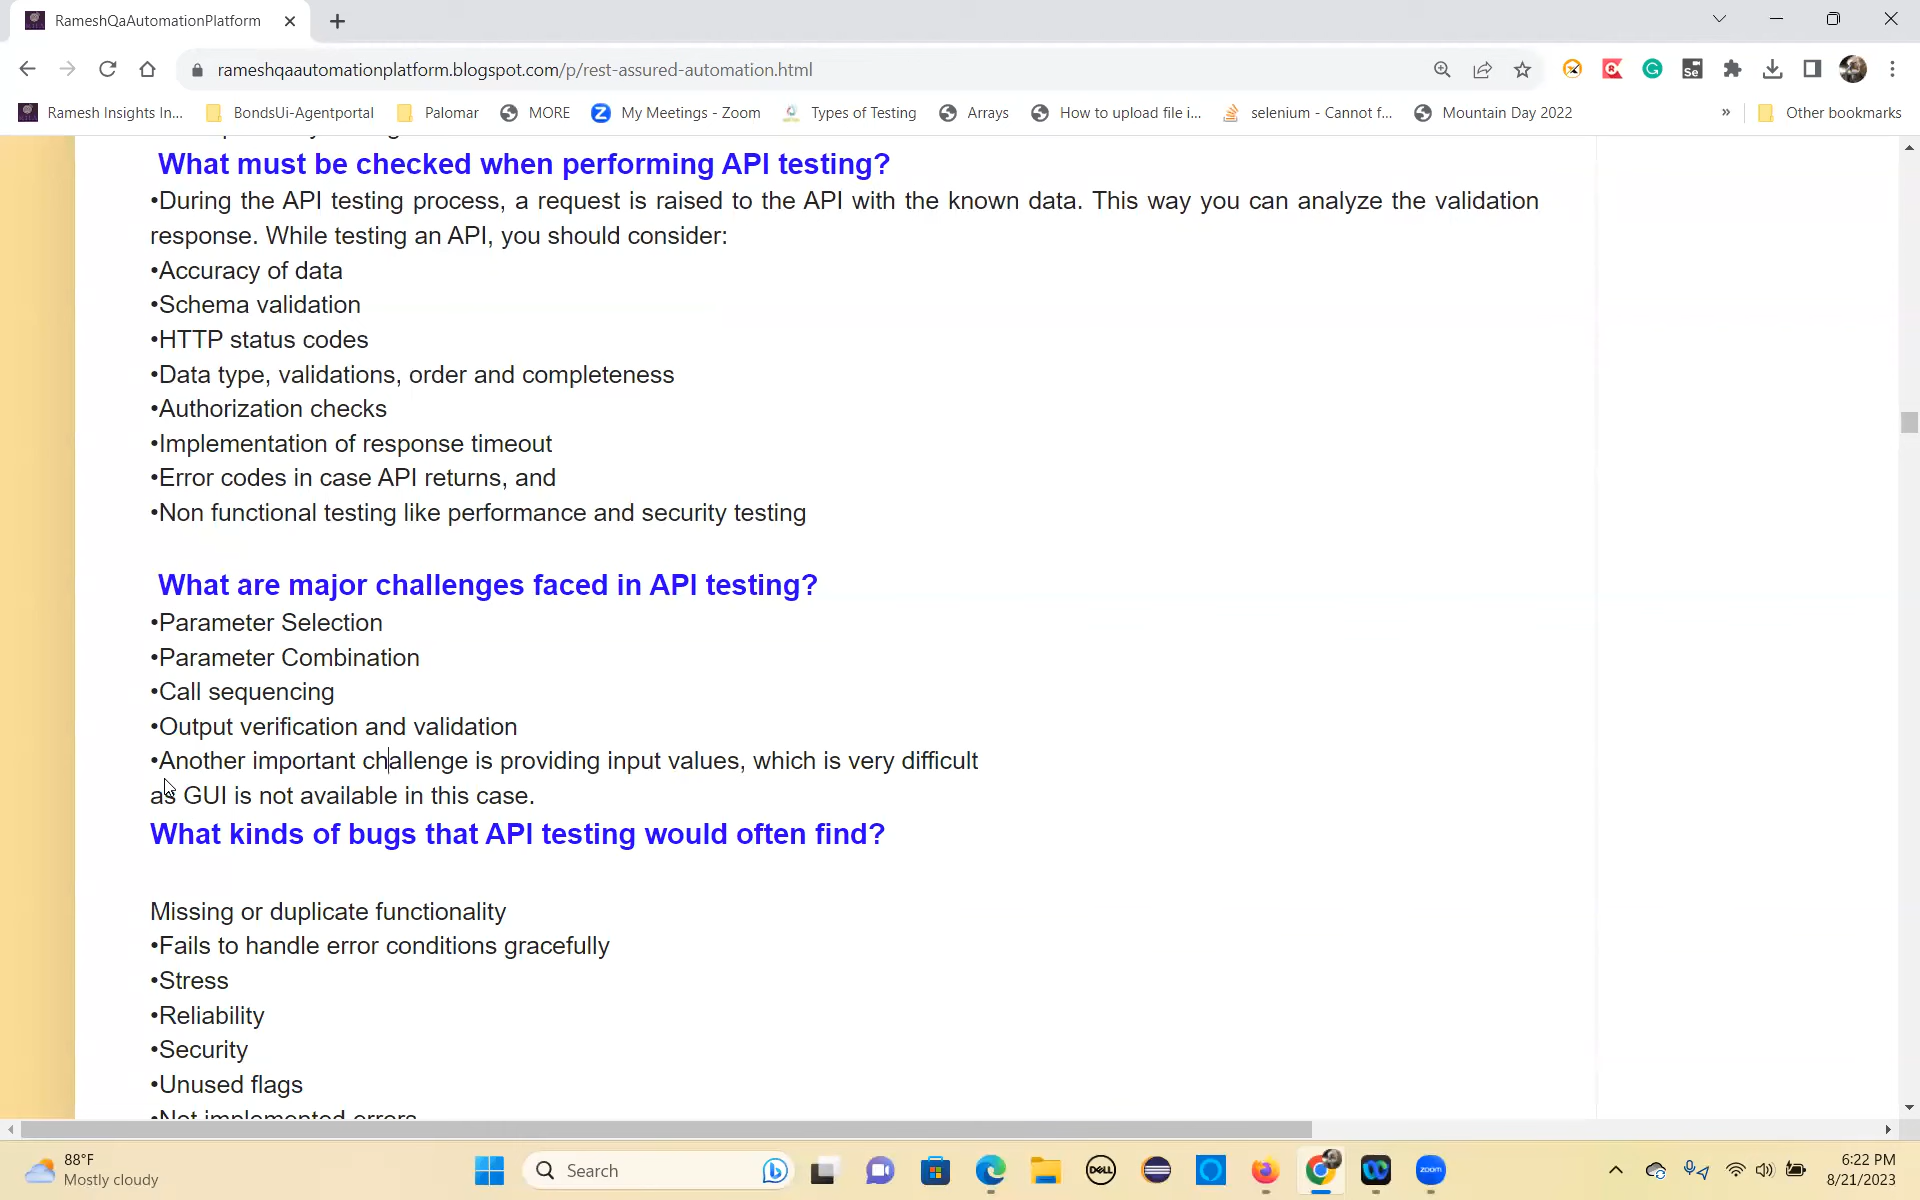 RameshQaAutomationPlatform
rameshqaautomationplatform.blogspot.com/p/rest-assured-automation.html
Ramesh Insights In... BondsUi-Agentportal Palomar MORE My Meetings - Zoom Types of Testing Arrays How to upload file i... selenium - Cannot f... Mountain Day 2022 » Other bookmarks
What must be checked when performing API testing?
•During the API testing process, a request is raised to the API with the known data. This way you can analyze the validation
response. While testing an API, you should consider:
•Accuracy of data
•Schema validation
•HTTP status codes
•Data type, validations, order and completeness
•Authorization checks
•Implementation of response timeout
•Error codes in case API returns, and
•Non functional testing like performance and security testing
What are major challenges faced in API testing?
•Parameter Selection
•Parameter Combination
•Call sequencing
•Output verification and validation
•Another important challenge is providing input values, which is very difficult
as GUI is not available in this case.
What kinds of bugs that API testing would often find?
Missing or duplicate functionality
•Fails to handle error conditions gracefully
•Stress
•Reliability
•Security
•Unused flags
•Not implemented errors
88°F
Mostly cloudy
Search
DELL
zoom
6:22 PM
8/21/2023